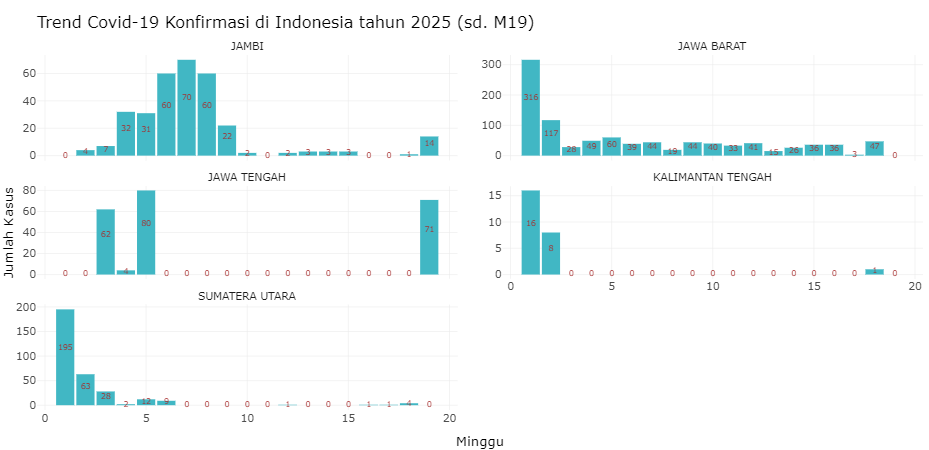 Trend Covid-19 Konfirmasi di Indonesia tahun 2025 (sd. M19)
JAMBI
60
40
20
0
0 4 7 32 31 60 70 60 22 2 0 2 3 3 3 0 0 1 14
JAWA BARAT
300
200
100
0
316 117 28 49 60 39 44 19 44 40 33 41 15 26 36 36 3 47 0
JAWA TENGAH
80
60
40
20
0
0 0 62 4 80 0 0 0 0 0 0 0 0 0 0 0 0 0 71
KALIMANTAN TENGAH
15
10
5
0
16 8 0 0 0 0 0 0 0 0 0 0 0 0 0 0 0 1 0
0 5 10 15 20
SUMATERA UTARA
200
150
100
50
0
195 63 28 2 12 9 0 0 0 0 0 1 0 0 0 1 1 4 0
0 5 10 15 20
Jumlah Kasus
Minggu